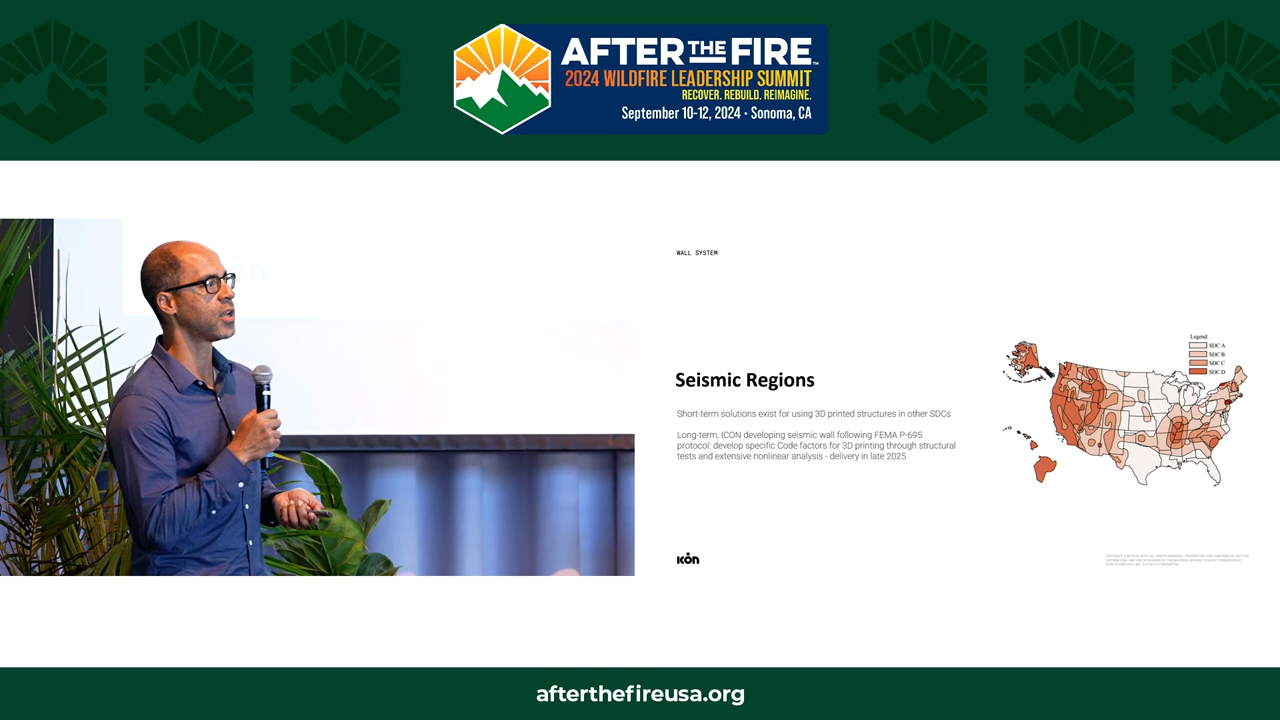 AFTER THE FIRE™
2024 WILDFIRE LEADERSHIP SUMMIT
RECOVER. REBUILD. REIMAGINE.
September 10-12, 2024 • Sonoma, CA
WALL SYSTEM
Legend:
SDC A
SDC B
SDC C
SDC D
Seismic Regions
Short-term solutions exist for using 3D printed structures in other SDCs
Long-term, ICON developing seismic wall following FEMA P-695
protocol: develop specific Code factors for 3D printing through structural
tests and extensive nonlinear analysis - delivery in late 2025
ICON
afterthefireusa.org